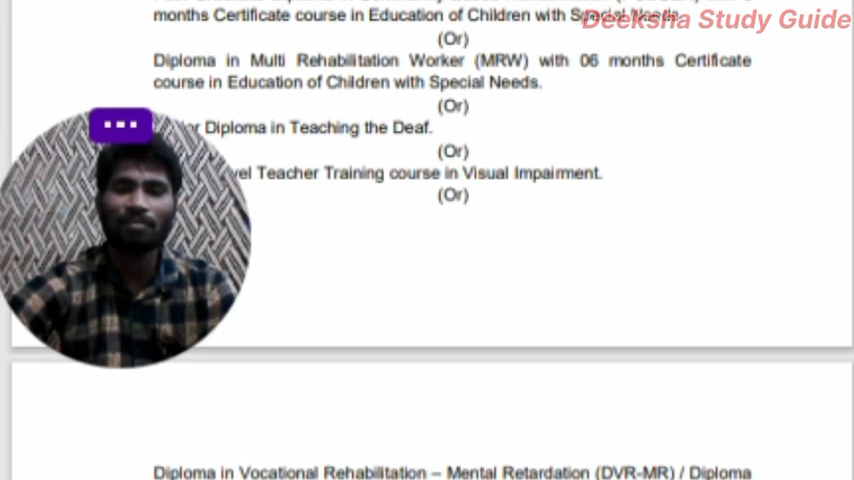 months Certificate course in Education of Children with Special Needs.
Deeksha Study Guide
(Or)
Diploma in Multi Rehabilitation Worker (MRW) with 06 months Certificate
course in Education of Children with Special Needs.
(Or)
Diploma in Teaching the Deaf.
(Or)
Teacher Training course in Visual Impairment.
(Or)
Diploma in Vocational Rehabilitation – Mental Retardation (DVR-MR) / Diploma